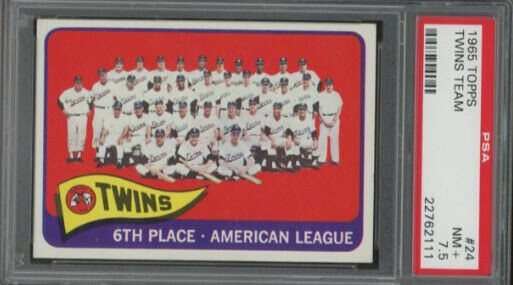 TWINS
6TH PLACE · AMERICAN LEAGUE
1965 TOPPS
TWINS TEAM
PSA
#24
NM+
7.5
22762111